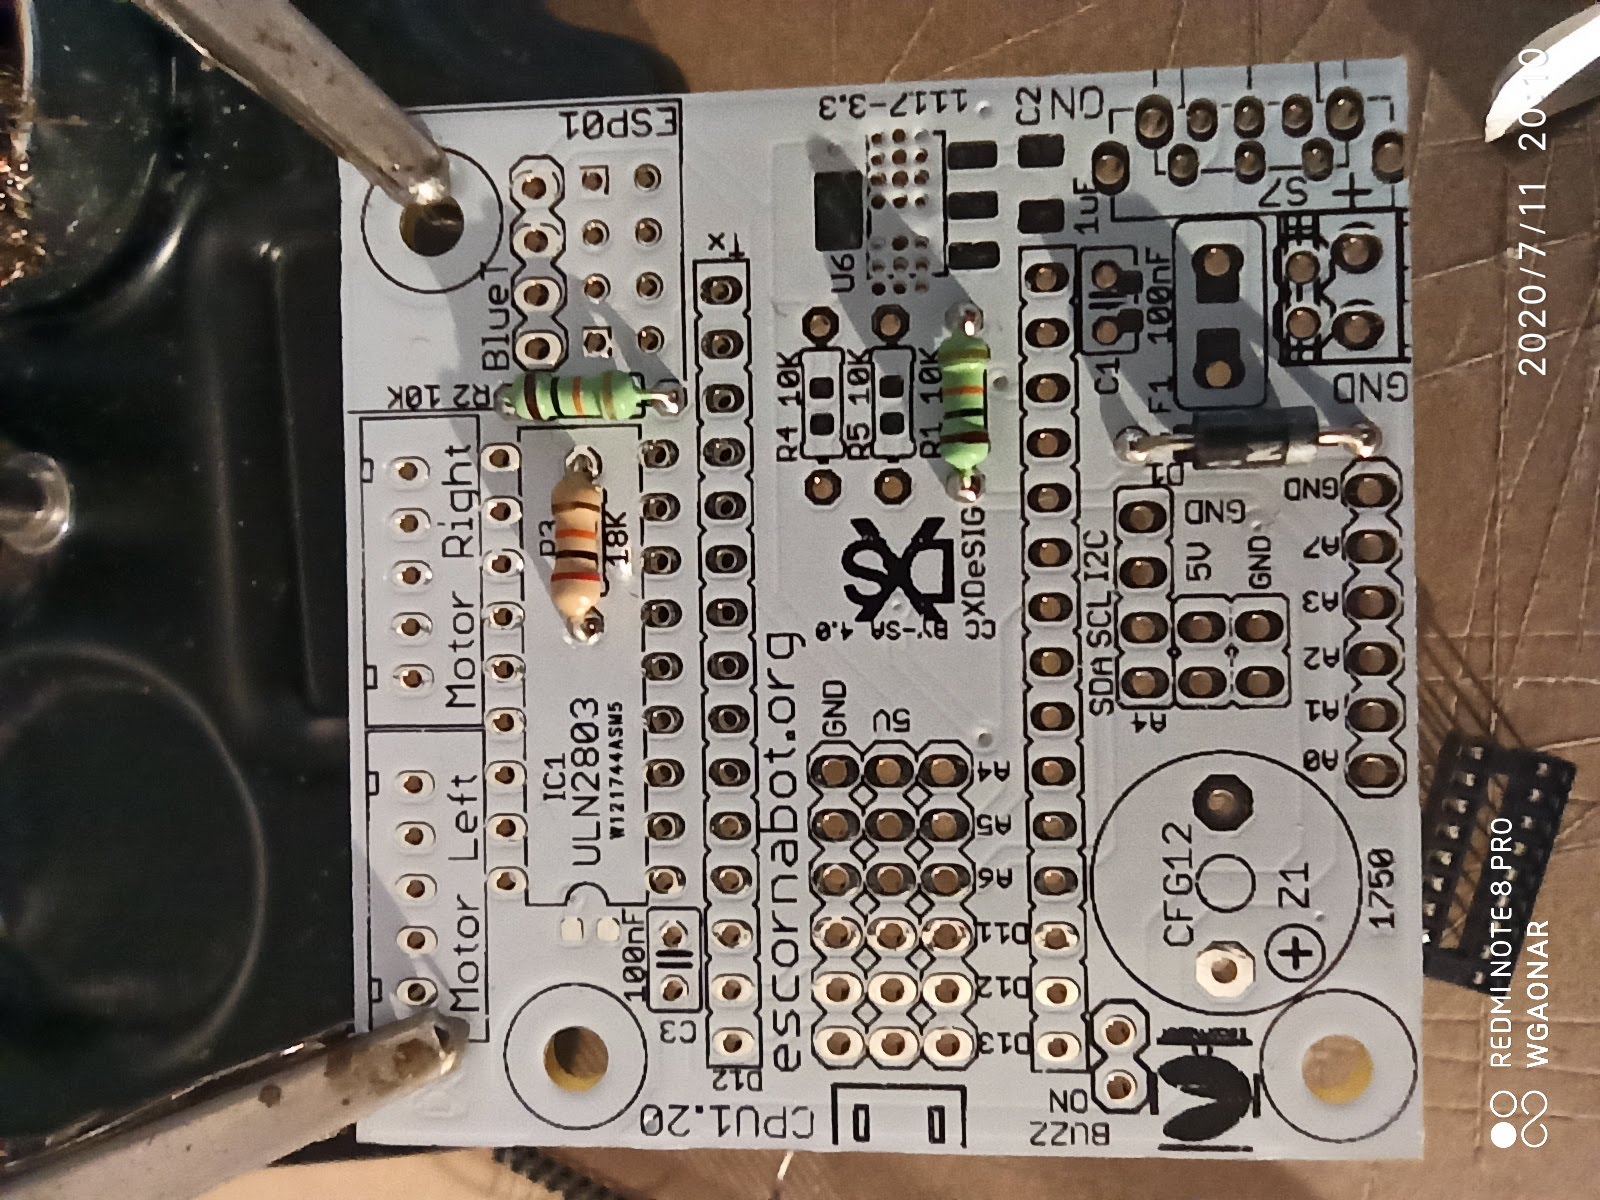 Motor Left
Motor Right
R2 10K
BlueT
IC1
ULN2803
W121744ASM5
R3
18K
ESP01
100nF
C3
CPU1.20
D12
TX
escornabot.org
GND
5V
D13
D12
D11
A6
A5
A4
CC BY-SA 4.0
XDeSIG
R4 10K
R5 10K
R1 10K
U6
1117-3.3
BUZZ
ON
C2
1uF
ON
C1
100nF
F1
D1
SDA SCL I2C
A4
5V
GND
GND
CFG12
+
Z1
1750
A0
A1
A2
A3
A7
GND
GND
+
S7
REDMI NOTE 8 PRO
WGAONAR
2020/7/11 20:10